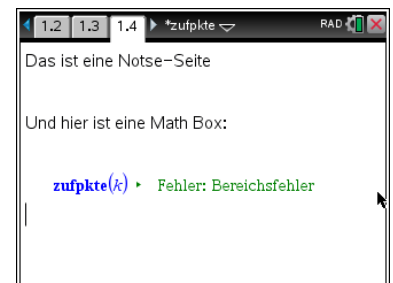 1.2 1.3 1.4 *zufpkte RAD
Das ist eine Notse-Seite
Und hier ist eine Math Box:
zufpkte(k) ▸ Fehler: Bereichsfehler